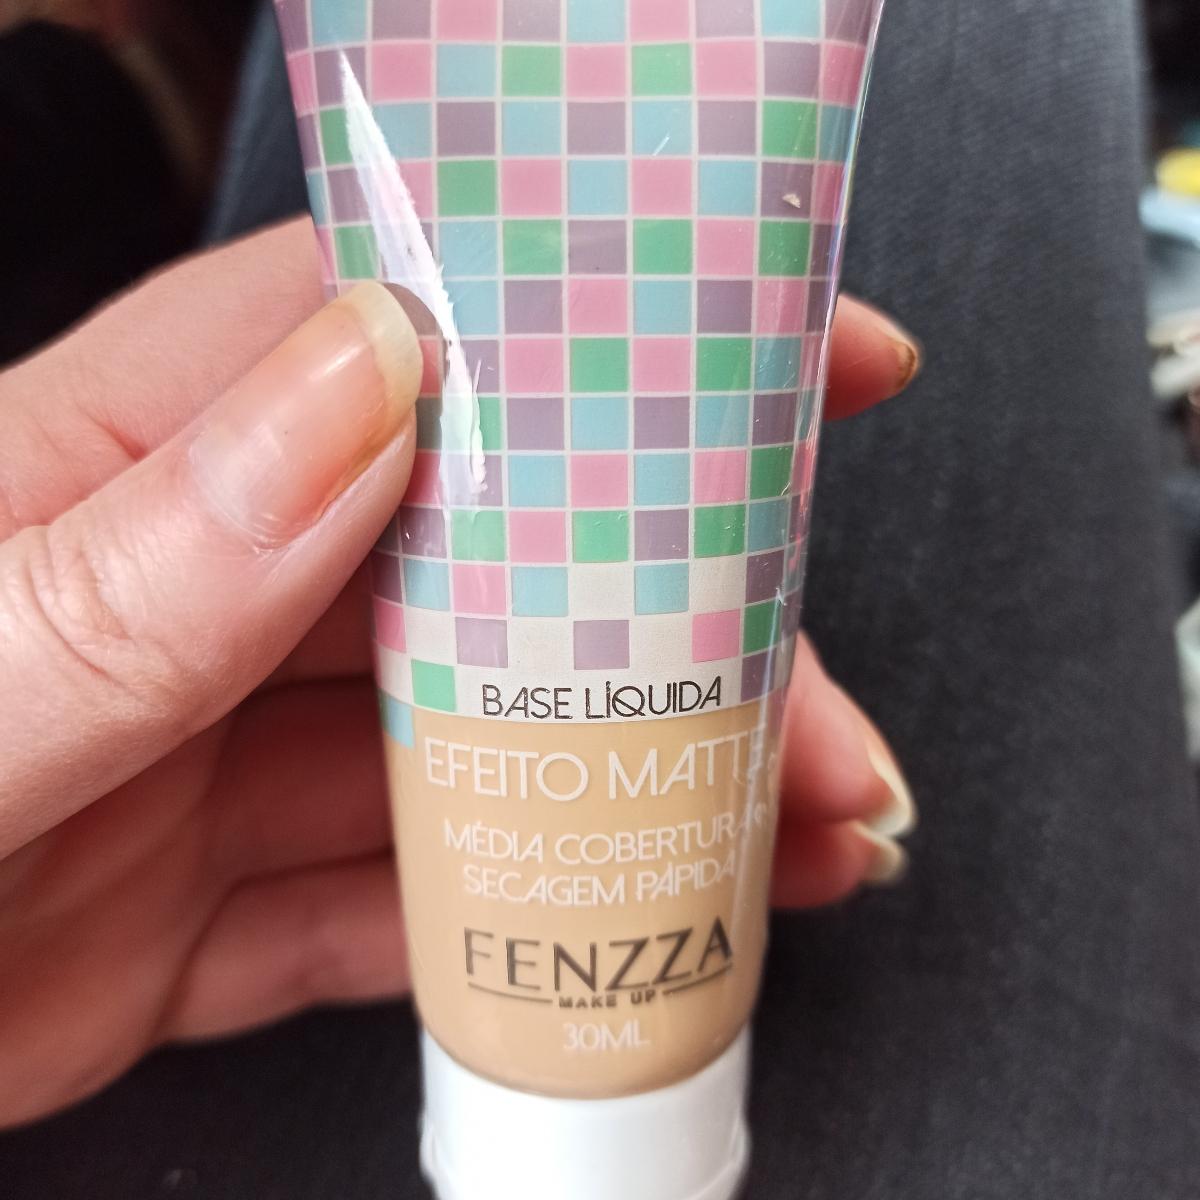 BASE LÍQUIDA
EFEITO MATTE
MÉDIA COBERTURA
SECAGEM PÁPIDA
FENZZA
MAKE UP
30ML